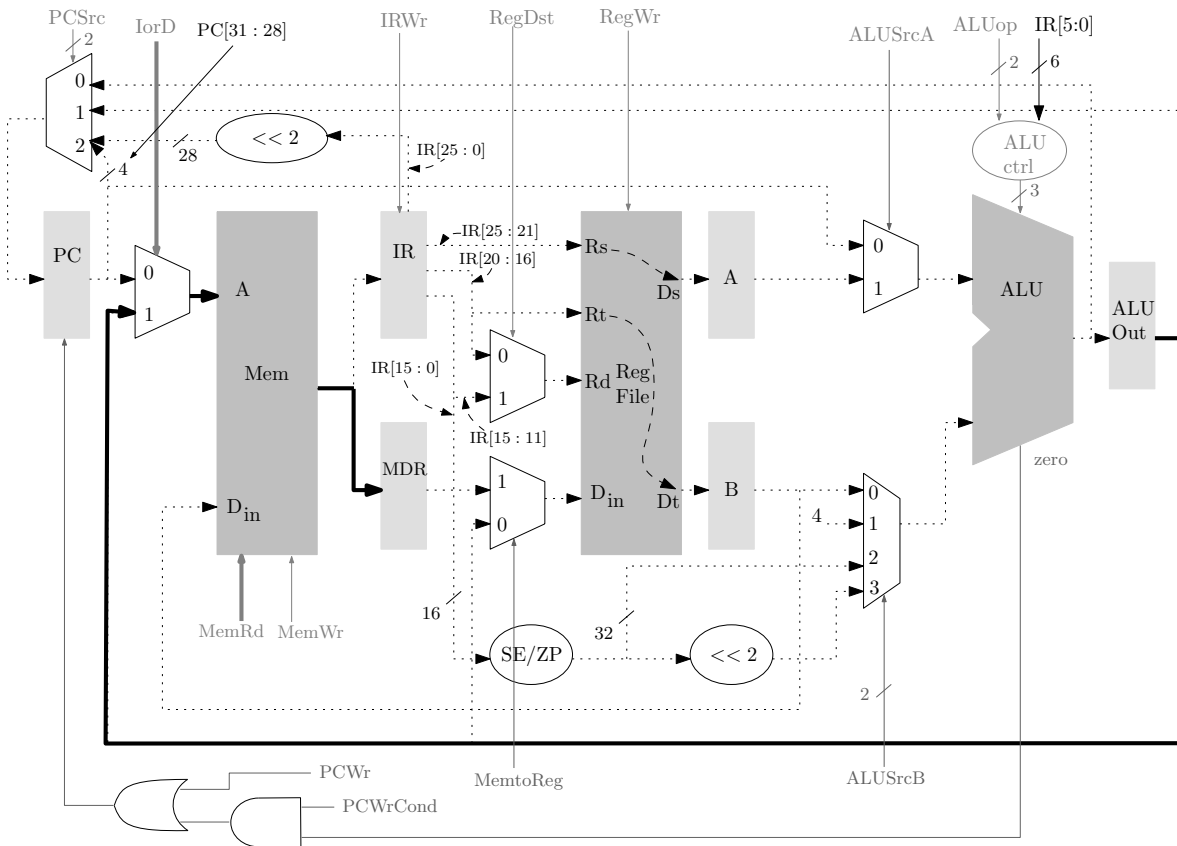 PCSrc
2
IorD
PC[31 : 28]
IRWr
RegDst
RegWr
ALUSrcA
ALUop
IR[5:0]
2
6
0
1
2
<< 2
28
4
IR[25 : 0]
ALU
ctrl
3
PC
0
1
A
Mem
D in
IR
IR[25 : 21]
IR[20 : 16]
Rs
Ds
Rt
Rd
Reg
File
D in
Dt
A
0
1
ALU
ALU
Out
0
1
IR[15 : 0]
IR[15 : 11]
MDR
1
0
B
zero
0
1
2
3
4
16
32
MemRd
MemWr
SE/ZP
<< 2
2
PCWr
PCWrCond
MemtoReg
ALUSrcB